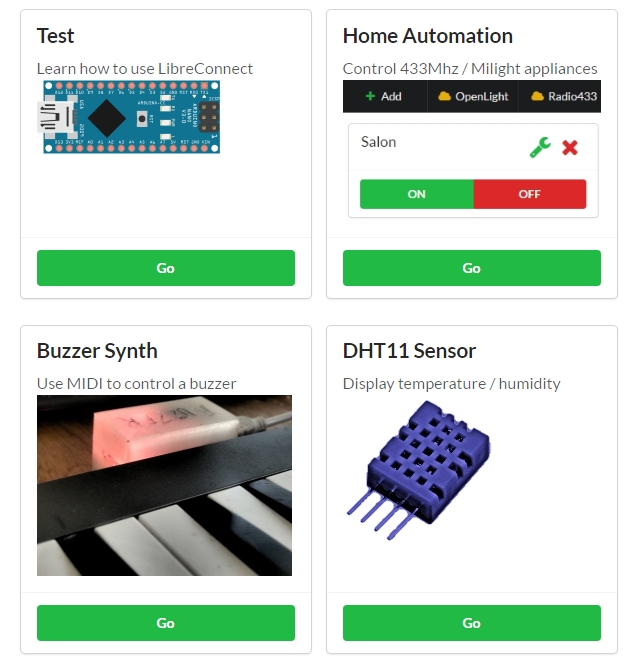 Test
Learn how to use LibreConnect
Home Automation
Control 433Mhz / Milight appliances
Add OpenLight Radio433
Salon
ON OFF
Go
Go
Buzzer Synth
Use MIDI to control a buzzer
DHT11 Sensor
Display temperature / humidity
Go
Go